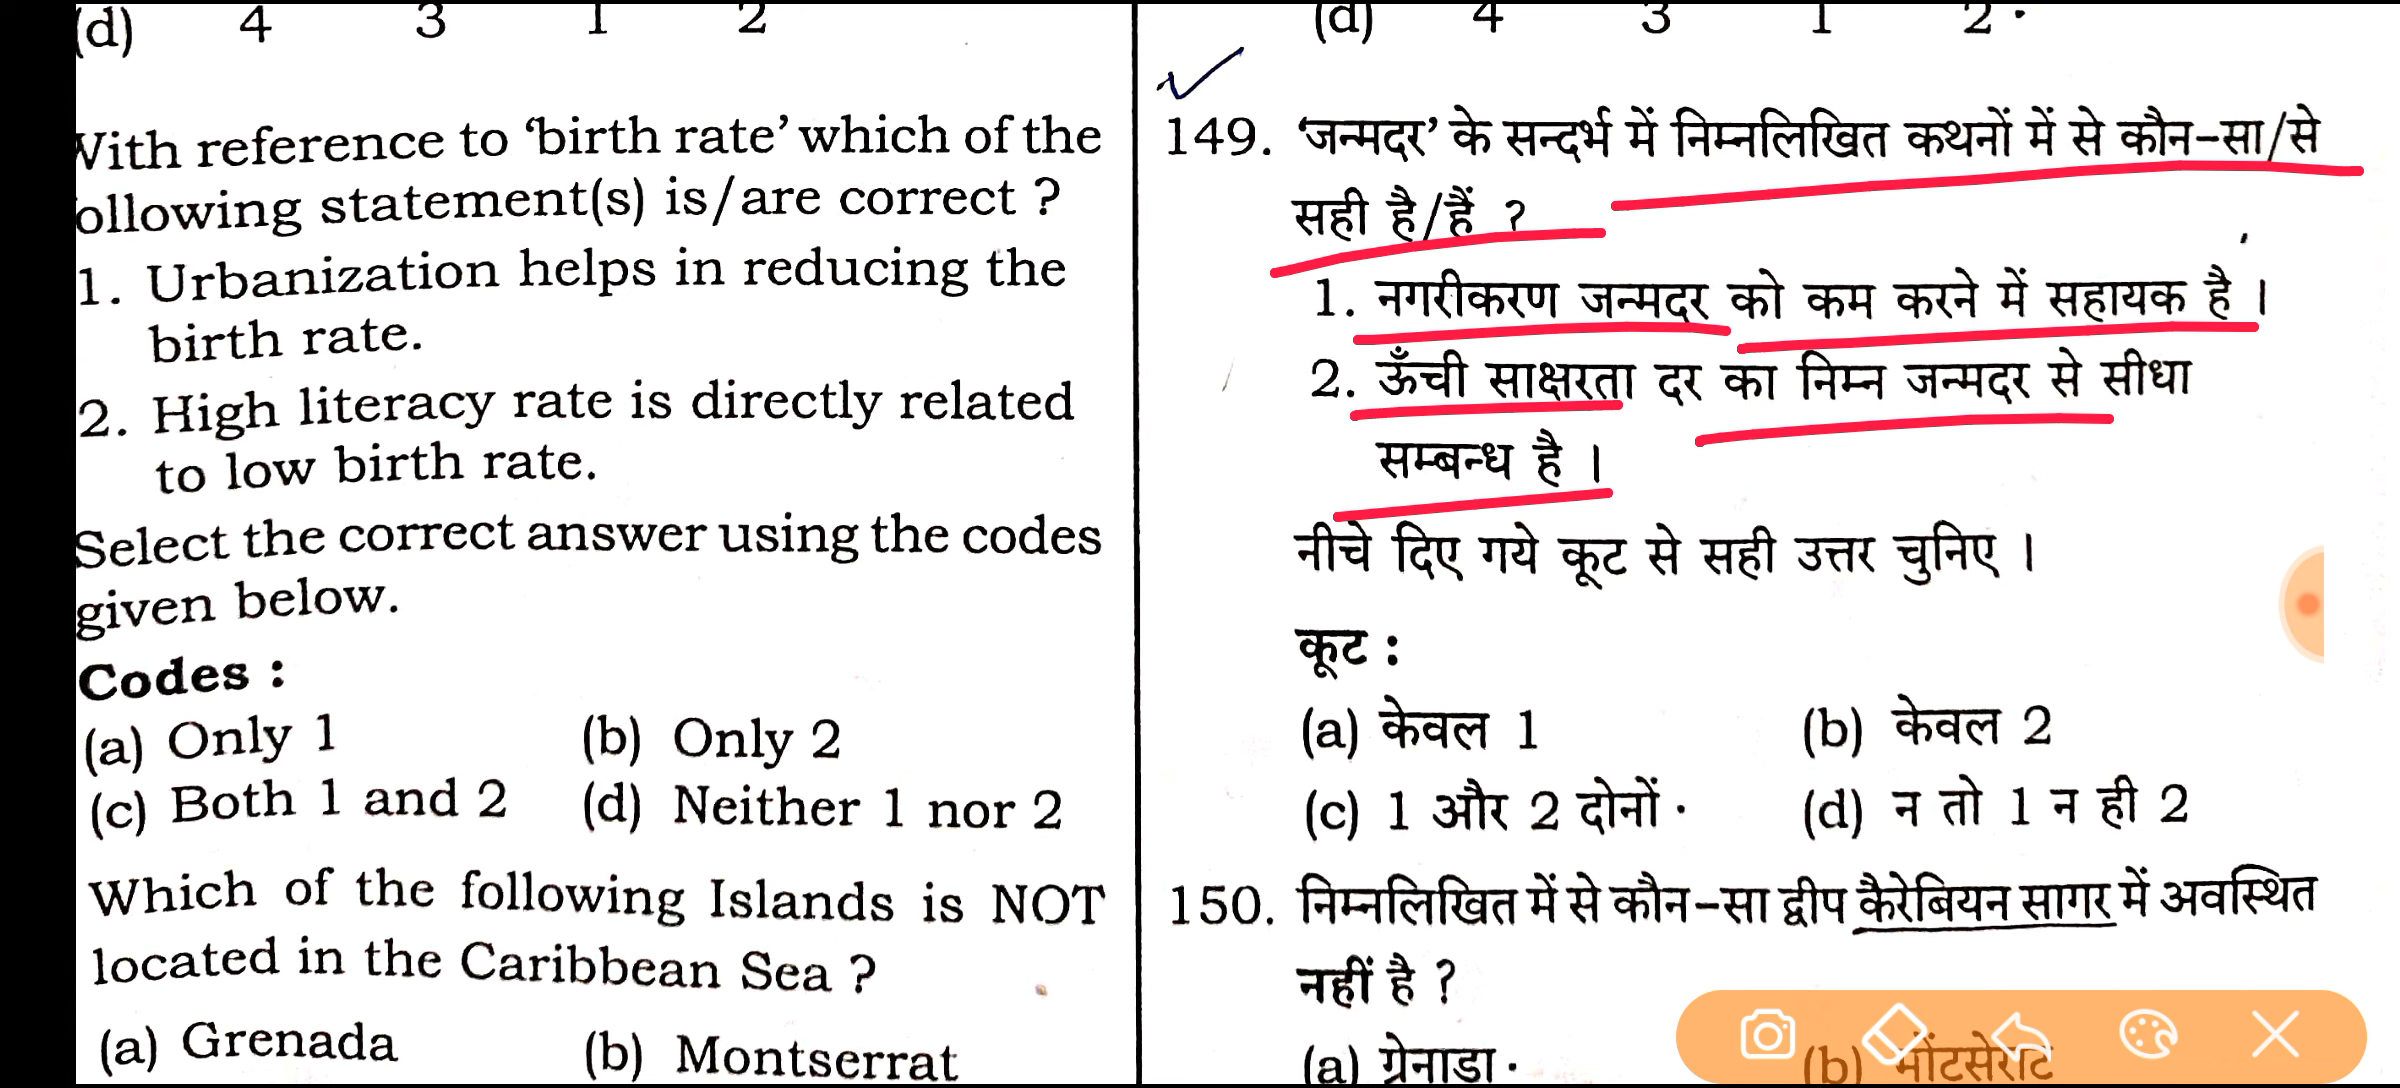 (d) 4 3 1 2
With reference to ‘birth rate’ which of the
following statement(s) is/are correct ?
1. Urbanization helps in reducing the
birth rate.
2. High literacy rate is directly related
to low birth rate.
Select the correct answer using the codes
given below.
Codes :
(a) Only 1 (b) Only 2
(c) Both 1 and 2 (d) Neither 1 nor 2
Which of the following Islands is NOT
located in the Caribbean Sea ?
(a) Grenada (b) Montserrat
(d) 4 3 1 2
149. ‘जन्मदर’ के सन्दर्भ में निम्नलिखित कथनों में से कौन-सा/से
सही है/हैं ?
1. नगरीकरण जन्मदर को कम करने में सहायक है ।
2. ऊँची साक्षरता दर का निम्न जन्मदर से सीधा
सम्बन्ध है ।
नीचे दिए गये कूट से सही उत्तर चुनिए ।
कूट :
(a) केवल 1 (b) केवल 2
(c) 1 और 2 दोनों (d) न तो 1 न ही 2
150. निम्नलिखित में से कौन-सा द्वीप कैरेबियन सागर में अवस्थित
नहीं है ?
(a) ग्रेनाडा (b) मोंटसेराट